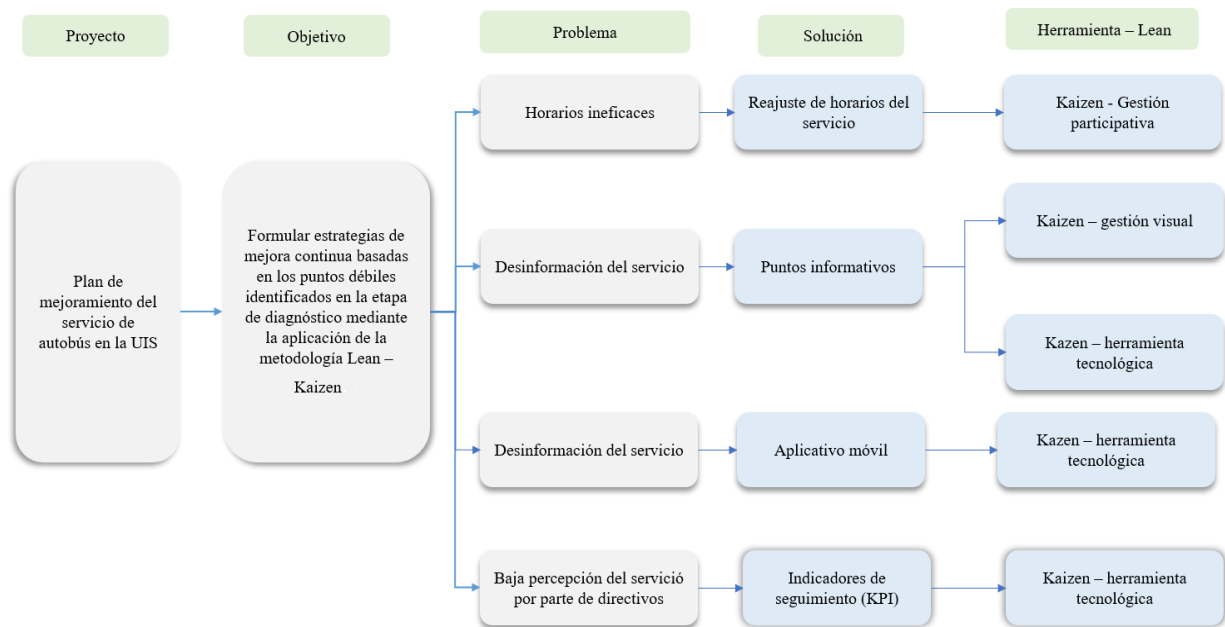 Proyecto
Objetivo
Problema
Solución
Herramienta – Lean
Plan de
mejoramiento del
servicio de
autobús en la UIS
Formular estrategias de
mejora continua basadas
en los puntos débiles
identificados en la etapa
de diagnóstico mediante
la aplicación de la
metodología Lean –
Kaizen
Horarios ineficaces
Reajuste de horarios del
servicio
Kaizen - Gestión
participativa
Desinformación del servicio
Puntos informativos
Kaizen – gestión visual
Kazen – herramienta
tecnológica
Desinformación del servicio
Aplicativo móvil
Kazen – herramienta
tecnológica
Baja percepción del servició
por parte de directivos
Indicadores de
seguimiento (KPI)
Kaizen – herramienta
tecnológica